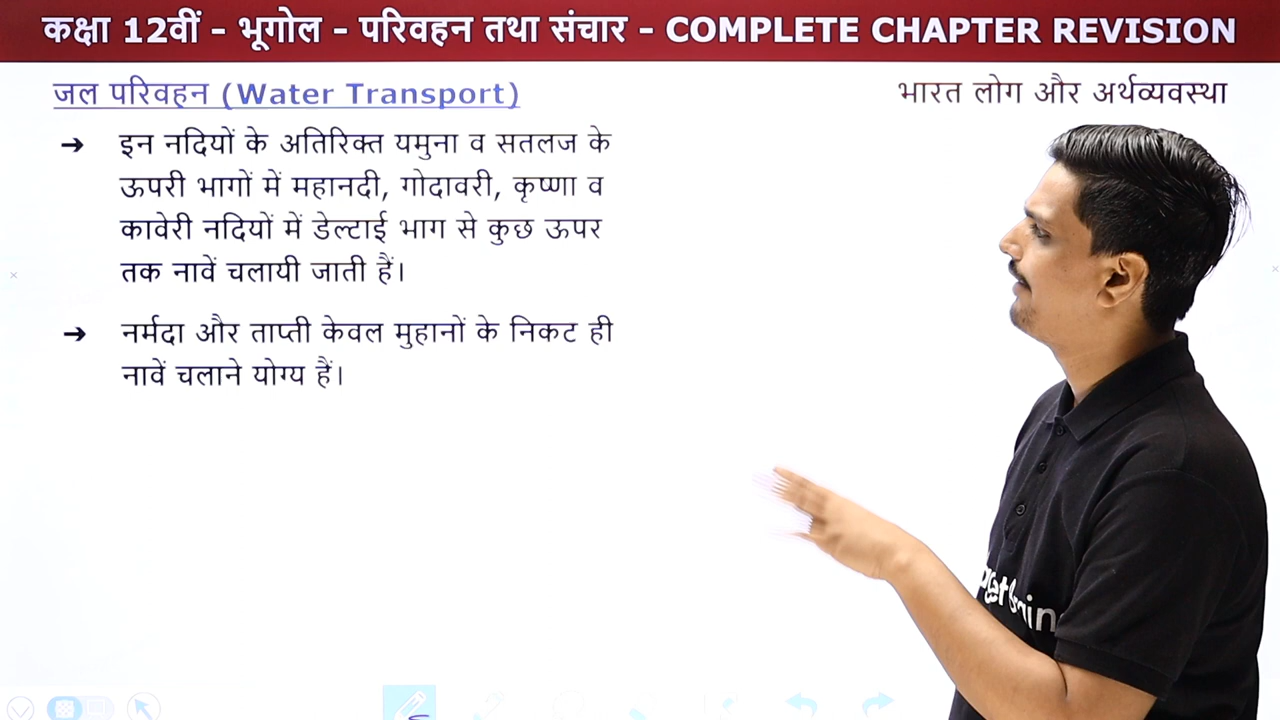 कक्षा 12वीं - भूगोल - परिवहन तथा संचार - COMPLETE CHAPTER REVISION
जल परिवहन (Water Transport)
भारत लोग और अर्थव्यवस्था
➔ इन नदियों के अतिरिक्त यमुना व सतलज के
ऊपरी भागों में महानदी, गोदावरी, कृष्णा व
कावेरी नदियों में डेल्टाई भाग से कुछ ऊपर
तक नावें चलायी जाती हैं।
➔ नर्मदा और ताप्ती केवल मुहानों के निकट ही
नावें चलाने योग्य हैं।